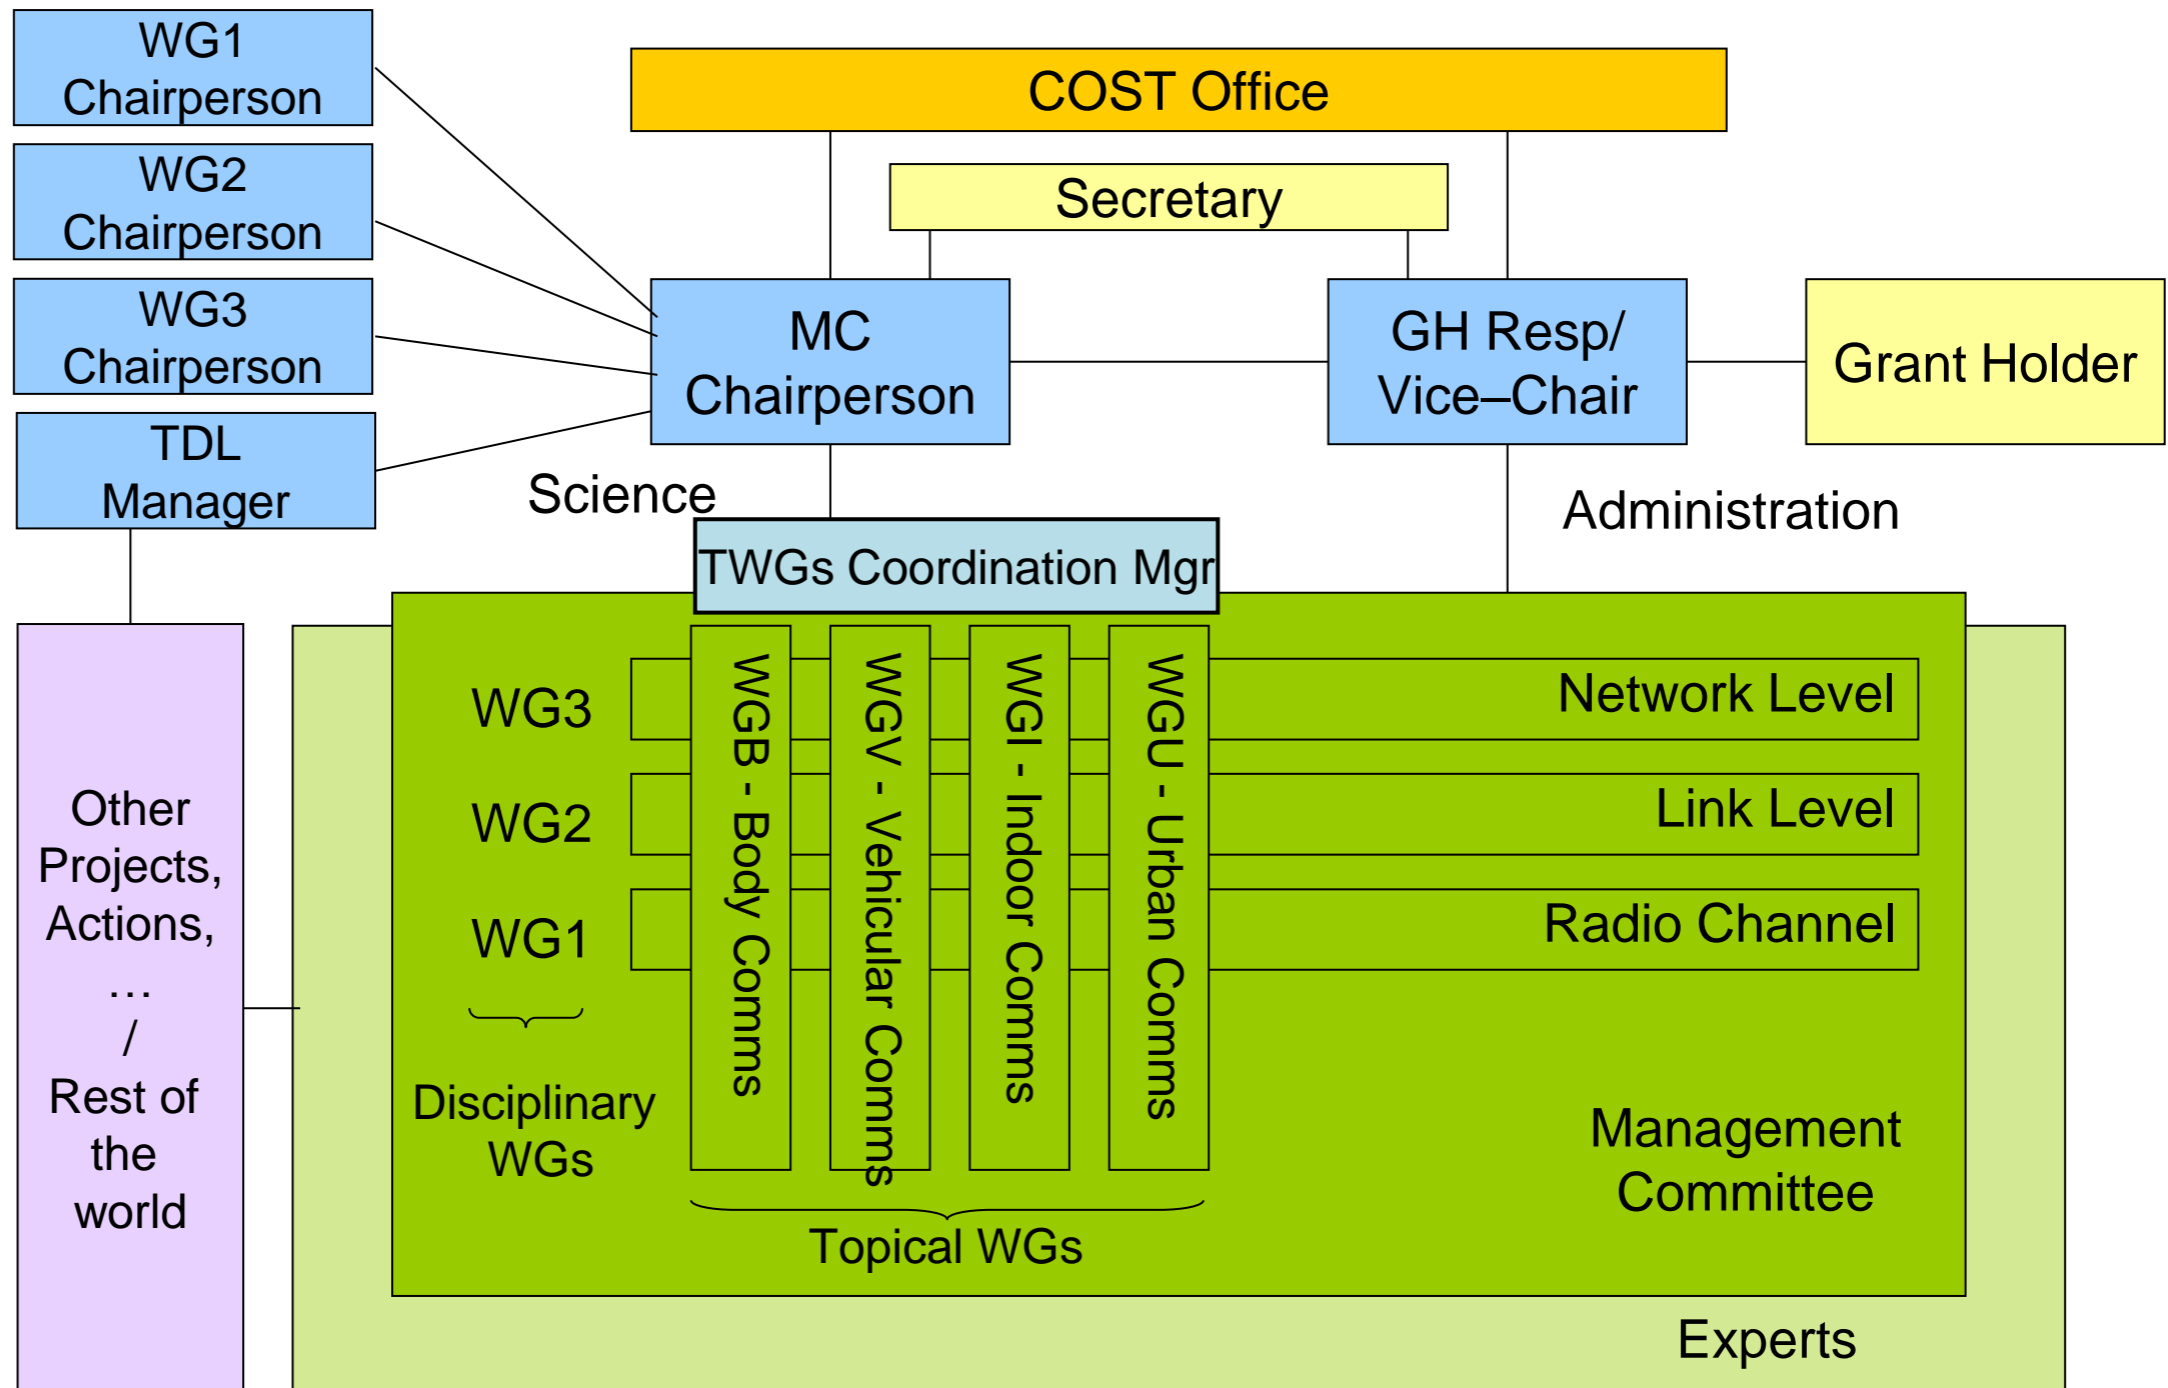 WG1
Chairperson
COST Office
WG2
Chairperson
Secretary
WG3
Chairperson
MC
Chairperson
GH Resp/
Vice–Chair
Grant Holder
TDL
Manager
Science
Administration
TWGs Coordination Mgr
Other
Projects,
Actions,
…
/
Rest of
the
world
WG3
WG2
WG1
Disciplinary
WGs
WGB - Body Comms
WGV - Vehicular Comms
WGI - Indoor Comms
WGU - Urban Comms
Topical WGs
Network Level
Link Level
Radio Channel
Management
Committee
Experts